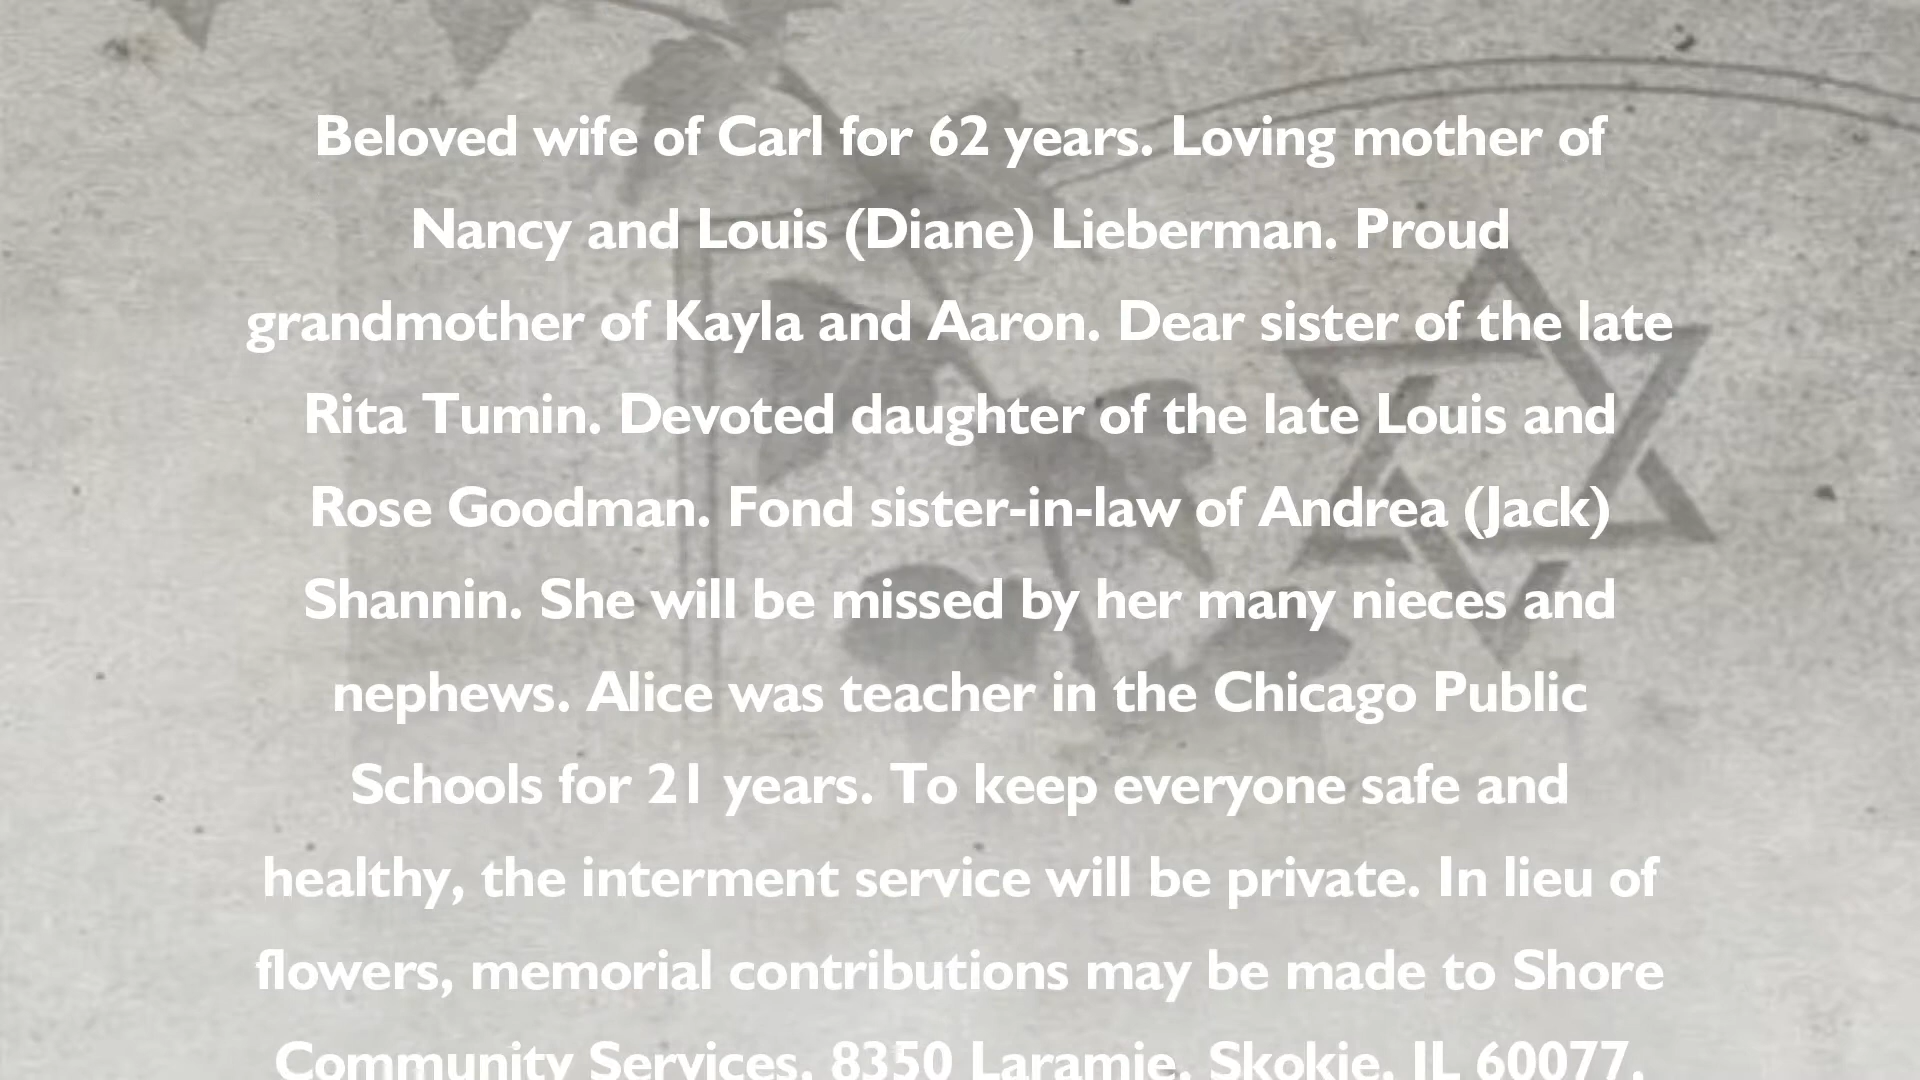 Beloved wife of Carl for 62 years. Loving mother of
Nancy and Louis (Diane) Lieberman. Proud
grandmother of Kayla and Aaron. Dear sister of the late
Rita Tumin. Devoted daughter of the late Louis and
Rose Goodman. Fond sister-in-law of Andrea (Jack)
Shannin. She will be missed by her many nieces and
nephews. Alice was teacher in the Chicago Public
Schools for 21 years. To keep everyone safe and
healthy, the interment service will be private. In lieu of
flowers, memorial contributions may be made to Shore
Community Services, 8350 Laramie, Skokie, IL 60077,